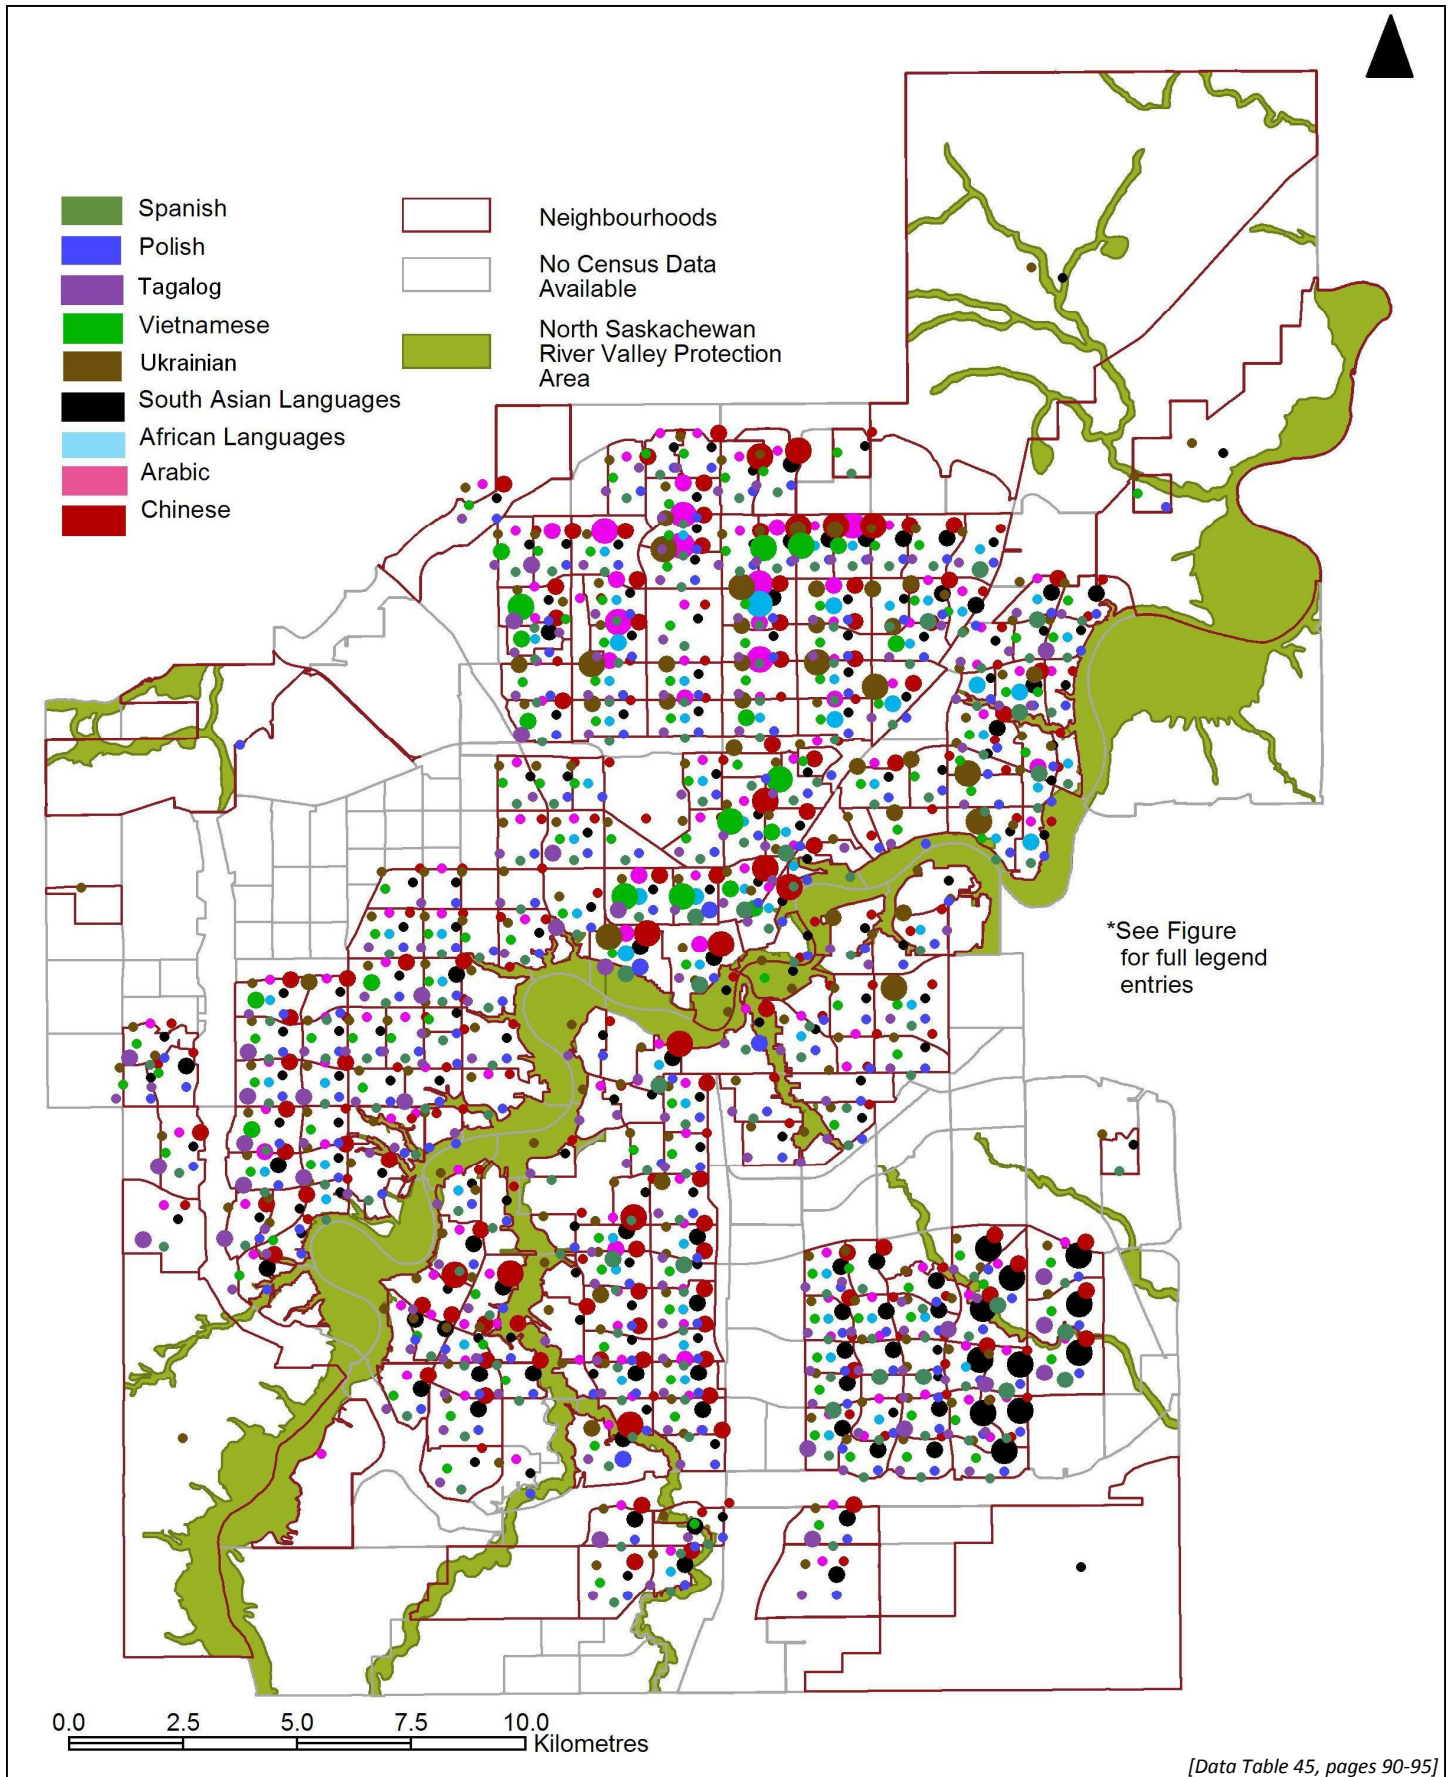 Spanish
Polish
Tagalog
Vietnamese
Ukrainian
South Asian Languages
African Languages
Arabic
Chinese
Neighbourhoods
No Census Data
Available
North Saskachewan
River Valley Protection
Area
*See Figure
for full legend
entries
0.0 2.5 5.0 7.5 10.0
Kilometres
[Data Table 45, pages 90-95]